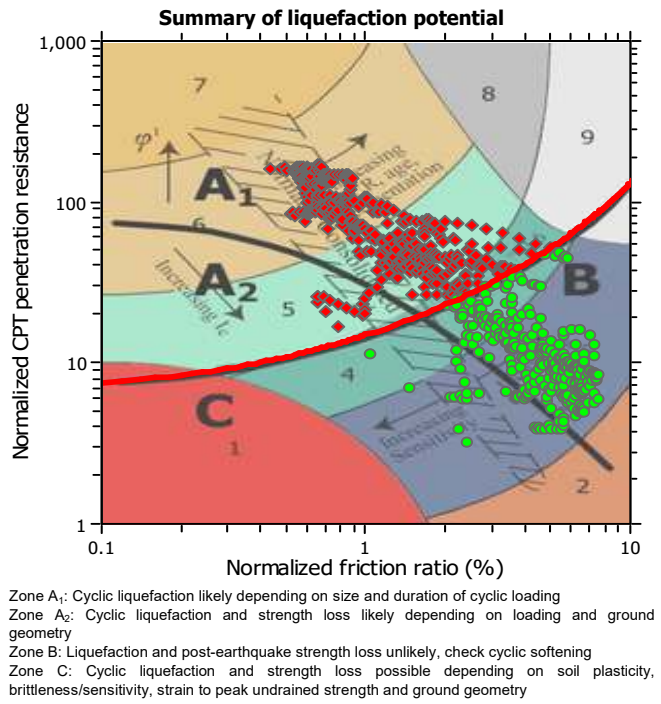 Summary of liquefaction potential
1,000
100
10
1
0.1
1
10
Normalized CPT penetration resistance
Normalized friction ratio (%)
7
8
9
φ'
A1
6
A2
5
B
4
C
1
2
Increasing
age,
Consolidated
Increasing Ic
Increasing
Sensitivity
Zone A1: Cyclic liquefaction likely depending on size and duration of cyclic loading
Zone A2: Cyclic liquefaction and strength loss likely depending on loading and ground
geometry
Zone B: Liquefaction and post-earthquake strength loss unlikely, check cyclic softening
Zone C: Cyclic liquefaction and strength loss possible depending on soil plasticity,
brittleness/sensitivity, strain to peak undrained strength and ground geometry